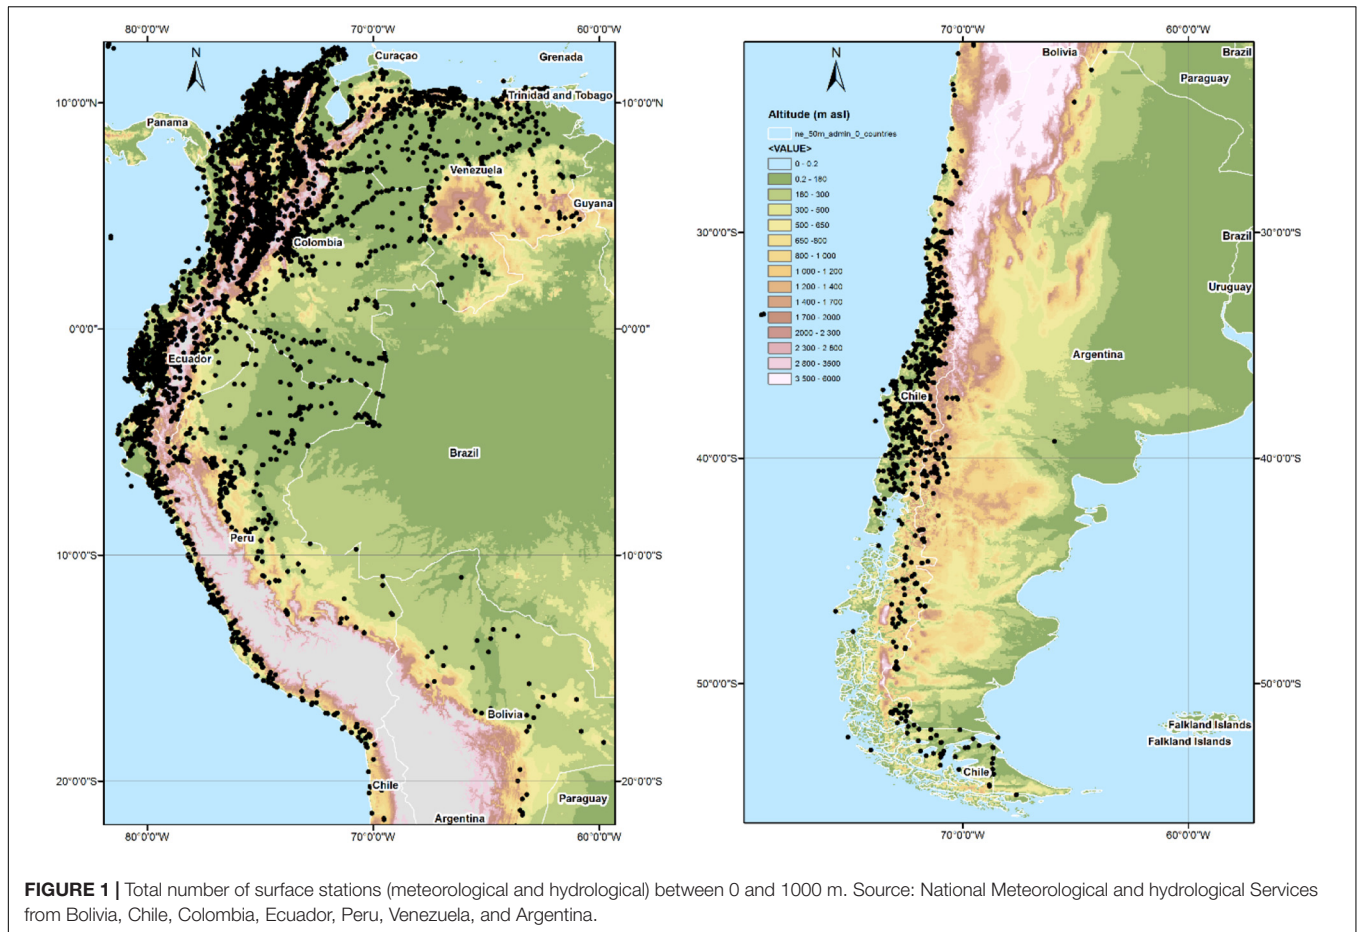 80°0'0"W
70°0'0"W
60°0'0"W
N
Curaçao
Grenada
10°0'0"N
Trinidad and Tobago
10°0'0"N
Panama
Venezuela
Guyana
Colombia
0°0'0"
0°0'0"
Ecuador
Brazil
Peru
10°0'0"S
10°0'0"S
Bolivia
20°0'0"S
20°0'0"S
Chile
Paraguay
Argentina
80°0'0"W
70°0'0"W
60°0'0"W
70°0'0"W
60°0'0"W
N
Bolivia
Brazil
Paraguay
Altitude (m asl)
ne_50m_admin_0_countries
<VALUE>
0 - 0.2
0.2 - 180
180 - 300
300 - 500
500 - 650
650 -800
800 - 1 000
1 000 - 1 200
1 200 - 1 400
1 400 - 1 700
1 700 - 2000
2000 - 2 300
2 300 - 2 800
2 800 - 3500
3 500 - 6000
30°0'0"S
Brazil
30°0'0"S
Uruguay
Argentina
Chile
40°0'0"S
40°0'0"S
50°0'0"S
50°0'0"S
Falkland Islands
Falkland Islands
Chile
70°0'0"W
60°0'0"W
FIGURE 1 | Total number of surface stations (meteorological and hydrological) between 0 and 1000 m. Source: National Meteorological and hydrological Services
from Bolivia, Chile, Colombia, Ecuador, Peru, Venezuela, and Argentina.